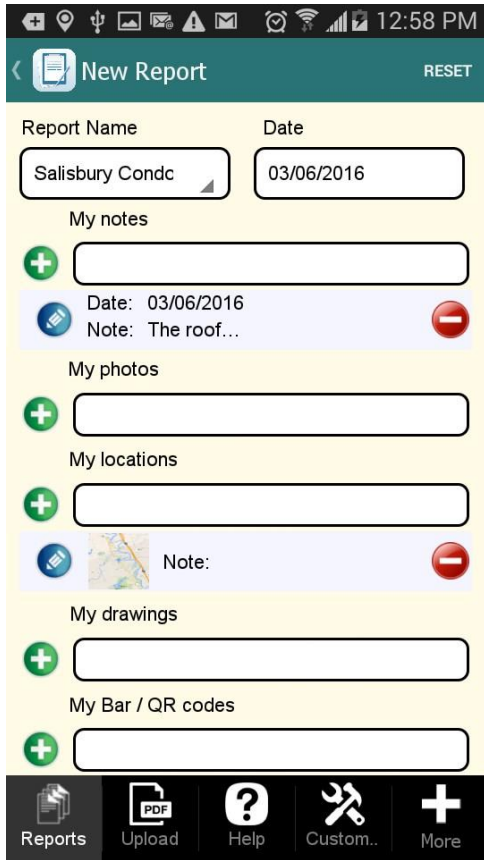 12:58 PM
New Report
RESET
Report Name
Date
Salisbury Condc
03/06/2016
My notes
Date: 03/06/2016
Note: The roof...
My photos
My locations
Note:
My drawings
My Bar / QR codes
PDF
Reports
Upload
Help
Custom..
More